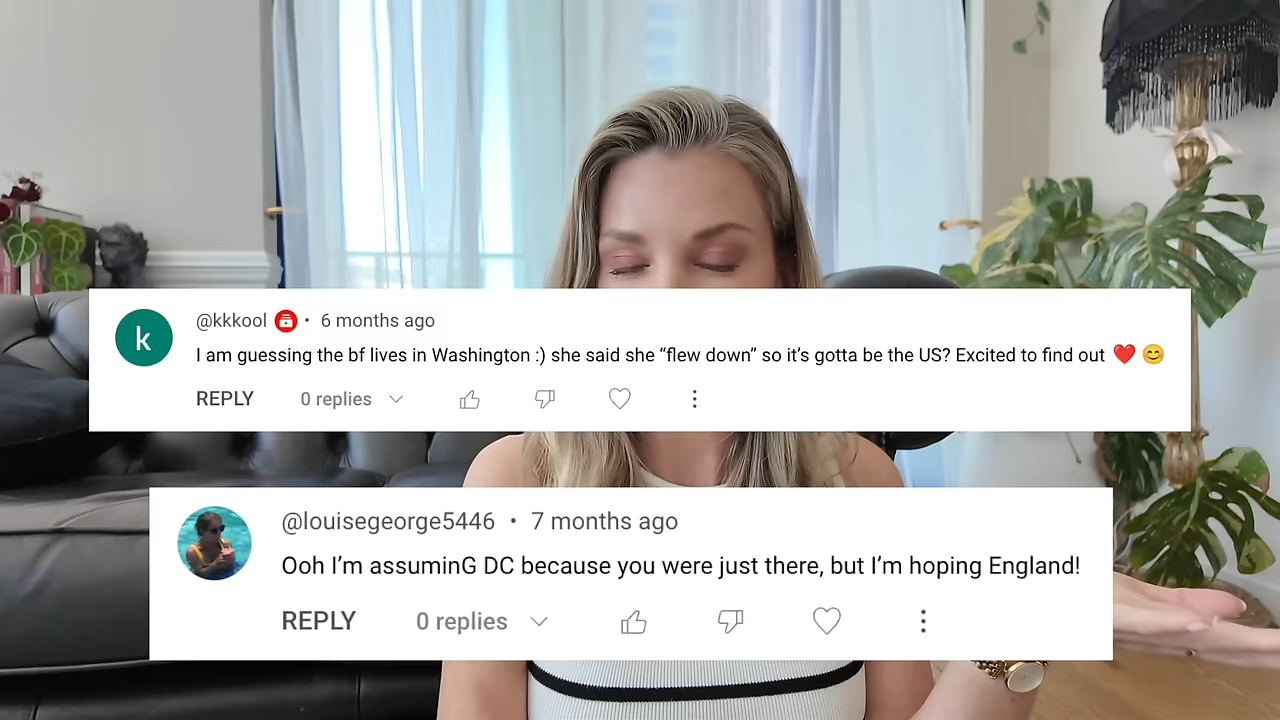 k
@kkkool • 6 months ago
I am guessing the bf lives in Washington :) she said she “flew down” so it’s gotta be the US? Excited to find out ❤️ 😊
REPLY 0 replies
@louisegeorge5446 • 7 months ago
Ooh I’m assuminG DC because you were just there, but I’m hoping England!
REPLY 0 replies